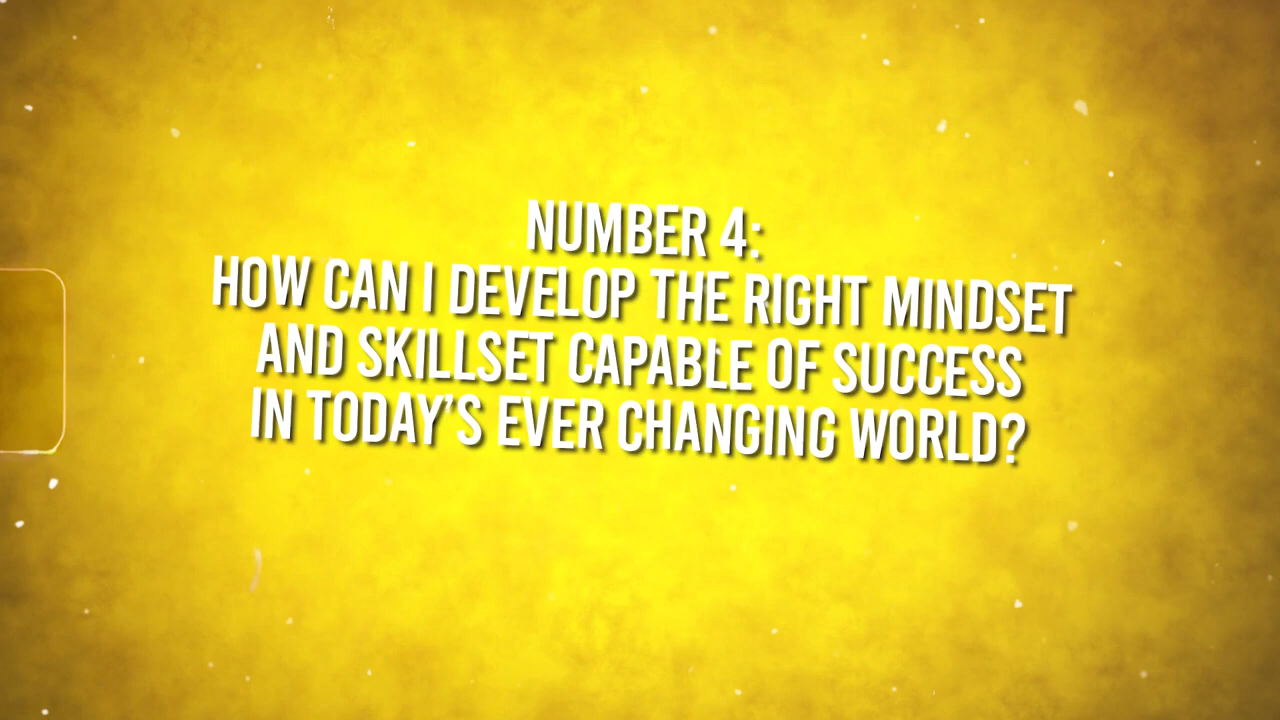 NUMBER 4:
HOW CAN I DEVELOP THE RIGHT MINDSET
AND SKILLSET CAPABLE OF SUCCESS
IN TODAY'S EVER CHANGING WORLD?